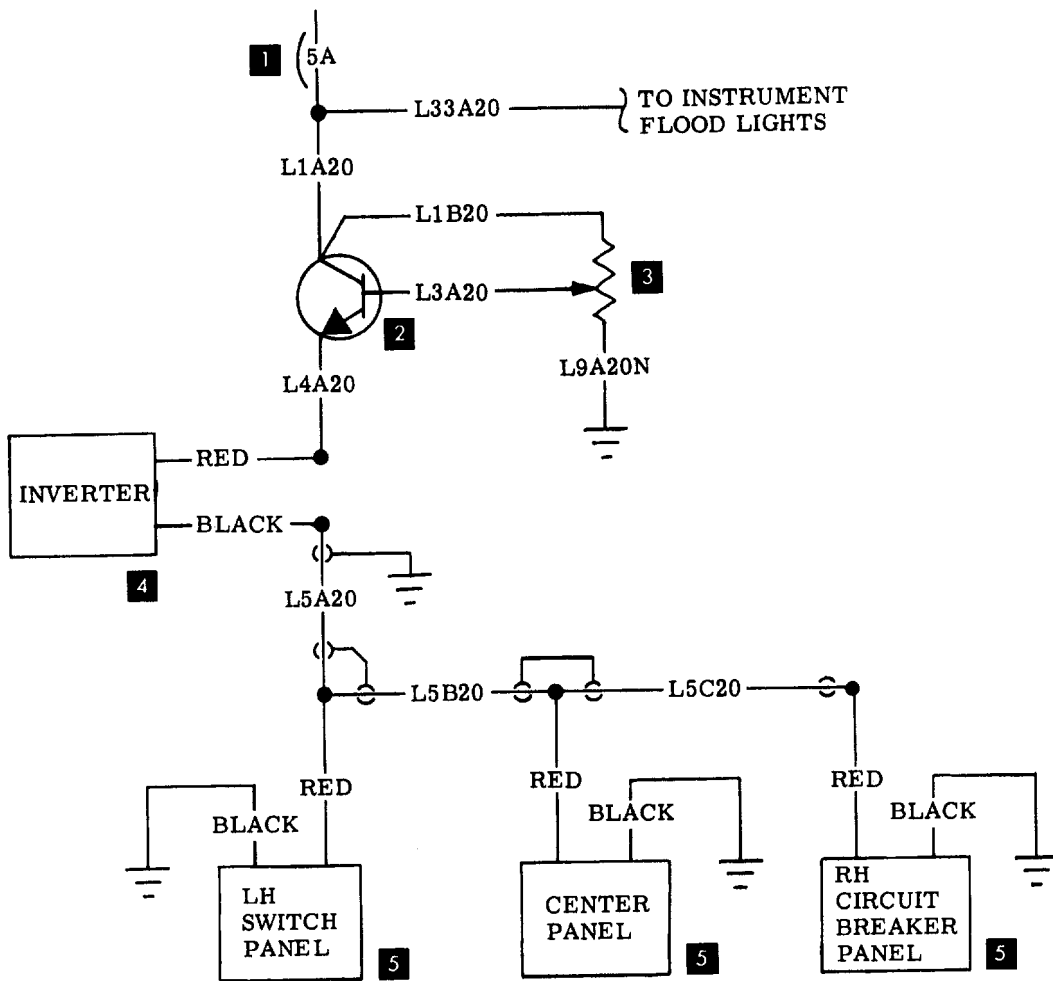 1
5A
L33A20
TO INSTRUMENT
FLOOD LIGHTS
L1A20
L1B20
3
L3A20
2
L9A20N
L4A20
RED
INVERTER
BLACK
4
L5A20
L5B20
L5C20
RED
RED
RED
BLACK
BLACK
BLACK
LH
SWITCH
PANEL
5
CENTER
PANEL
5
RH
CIRCUIT
BREAKER
PANEL
5